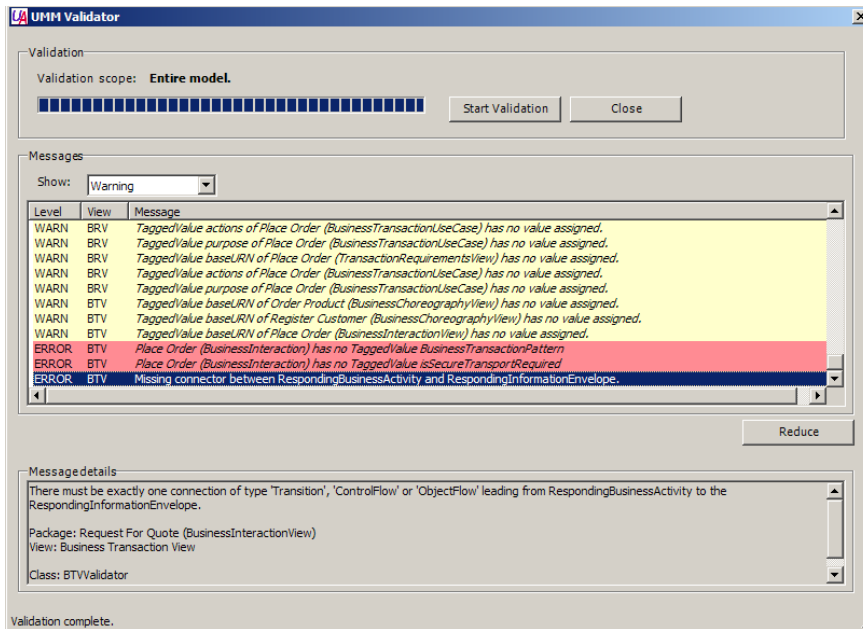 UA UMM Validator
Validation
Validation scope: Entire model.
Start Validation Close
Messages
Show: Warning
Level View Message
WARN BRV TaggedValue actions of Place Order (BusinessTransactionUseCase) has no value assigned.
WARN BRV TaggedValue purpose of Place Order (BusinessTransactionUseCase) has no value assigned.
WARN BRV TaggedValue baseURN of Place Order (TransactionRequirementsView) has no value assigned.
WARN BRV TaggedValue actions of Place Order (BusinessTransactionUseCase) has no value assigned.
WARN BRV TaggedValue purpose of Place Order (BusinessTransactionUseCase) has no value assigned.
WARN BTV TaggedValue baseURN of Order Product (BusinessChoreographyView) has no value assigned.
WARN BTV TaggedValue baseURN of Register Customer (BusinessChoreographyView) has no value assigned.
WARN BTV TaggedValue baseURN of Place Order (BusinessInteractionView) has no value assigned.
ERROR BTV Place Order (BusinessInteraction) has no TaggedValue BusinessTransactionPattern
ERROR BTV Place Order (BusinessInteraction) has no TaggedValue isSecureTransportRequired
ERROR BTV Missing connector between RespondingBusinessActivity and RespondingInformationEnvelope.
Reduce
Messagedetails
There must be exactly one connection of type 'Transition', 'ControlFlow' or 'ObjectFlow' leading from RespondingBusinessActivity to the
RespondingInformationEnvelope.
Package: Request For Quote (BusinessInteractionView)
View: Business Transaction View
Class: BTVValidator
Validation complete.